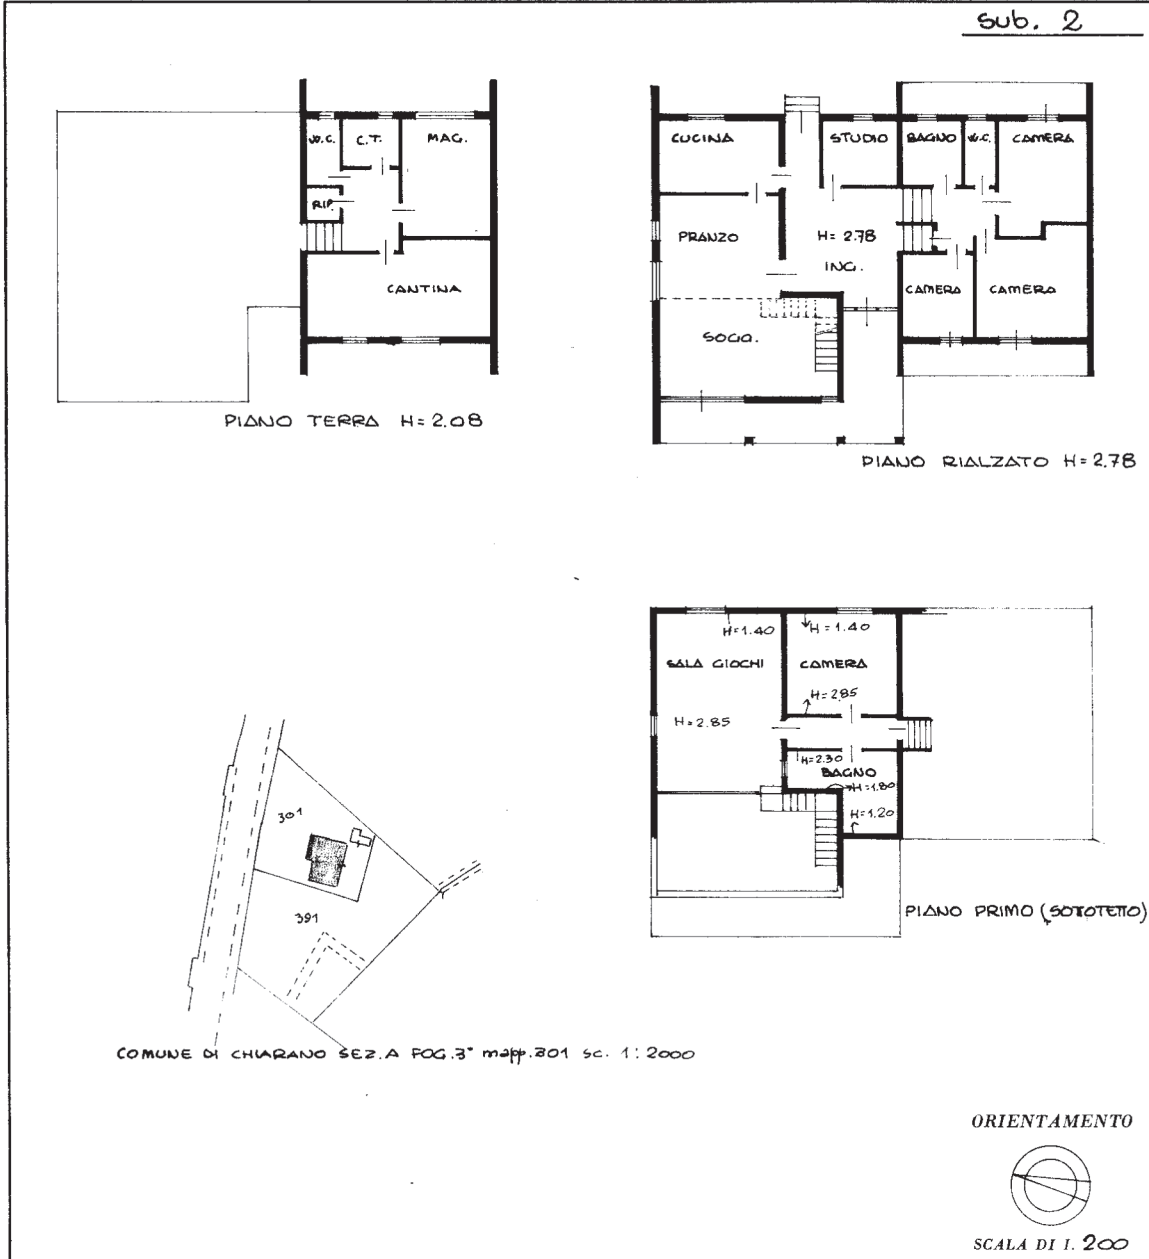 sub. 2
W.C.
C.T.
MAG.
RIP.
CANTINA
PIANO TERRA H=2.08
CUCINA
STUDIO
BAGNO
W.C.
CAMERA
PRANZO
H=2.78
ING.
CAMERA
CAMERA
SOGG.
PIANO RIALZATO H=2.78
H=1.40
H=1.40
SALA GIOCHI
CAMERA
H=2.85
H=2.85
H=2.30
BAGNO
H=1.80
H=1.20
PIANO PRIMO (SOTOTETTO)
301
391
COMUNE DI CHIARANO SEZ.A FOG.3° mapp.301 sc. 1:2000
ORIENTAMENTO
SCALA DI 1. 200